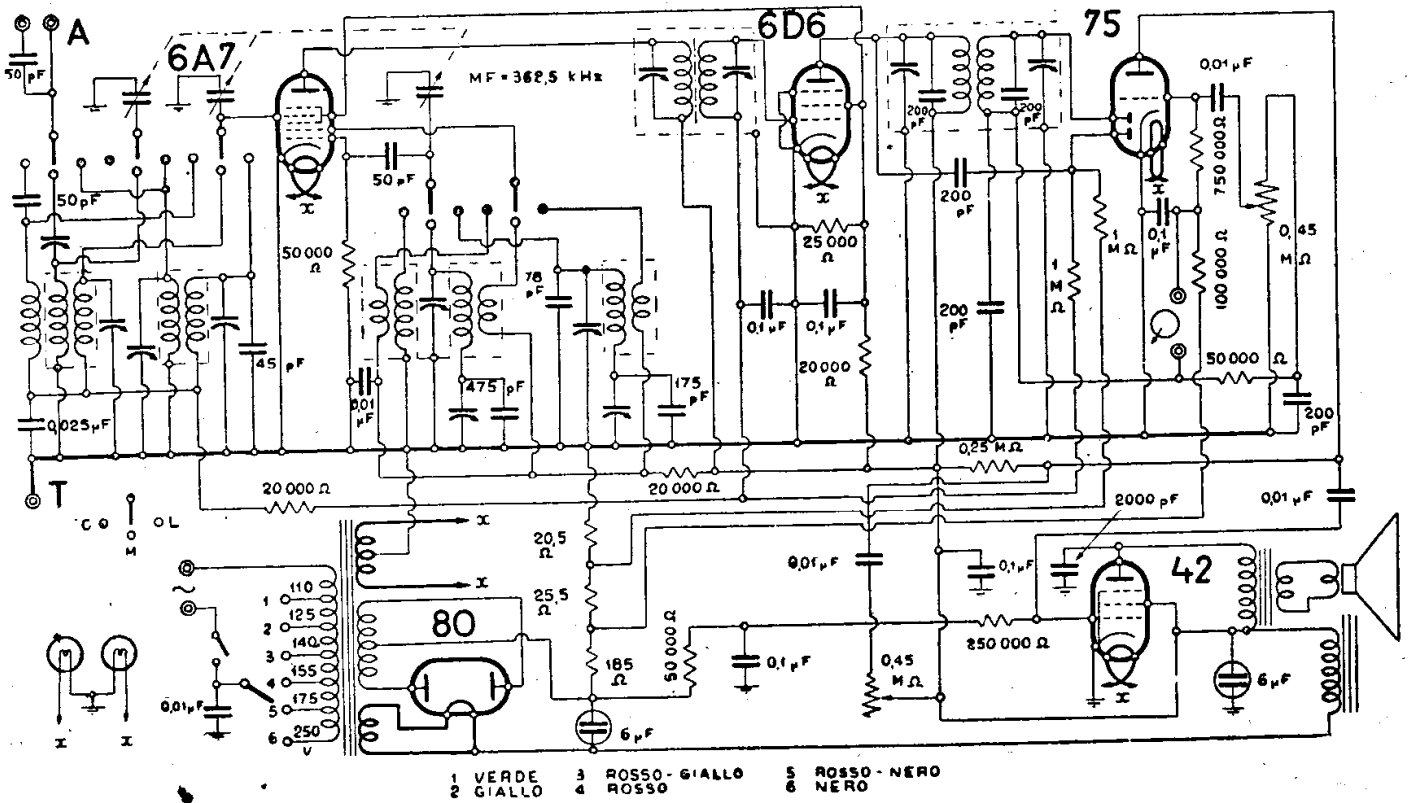 A
50 pF
6A7
MF = 362,5 kHz
6D6
75
0,01 µF
200 pF
200 pF
750 000 Ω
50 pF
50 pF
x
x
x
200 pF
25 000 Ω
1 MΩ
0,1 µF
0,45 MΩ
50 000 Ω
78 pF
1 MΩ
100 000 Ω
0,1 µF
0,1 µF
200 pF
45 pF
0,01 µF
475 pF
175 pF
20 000 Ω
50 000 Ω
0,025 µF
200 pF
0,25 MΩ
T
20 000 Ω
20 000 Ω
2000 pF
0,01 µF
C O
O M
O L
x
x
20,5 Ω
25,5 Ω
0,01 µF
0,1 µF
42
~
110
1
125
2
140
3
155
4
175
5
250
6
V
80
185 Ω
50 000 Ω
0,1 µF
250 000 Ω
0,45 MΩ
x
6 µF
0,01 µF
x
x
6 µF
1 VERDE 3 ROSSO-GIALLO 5 ROSSO-NERO
2 GIALLO 4 ROSSO 6 NERO